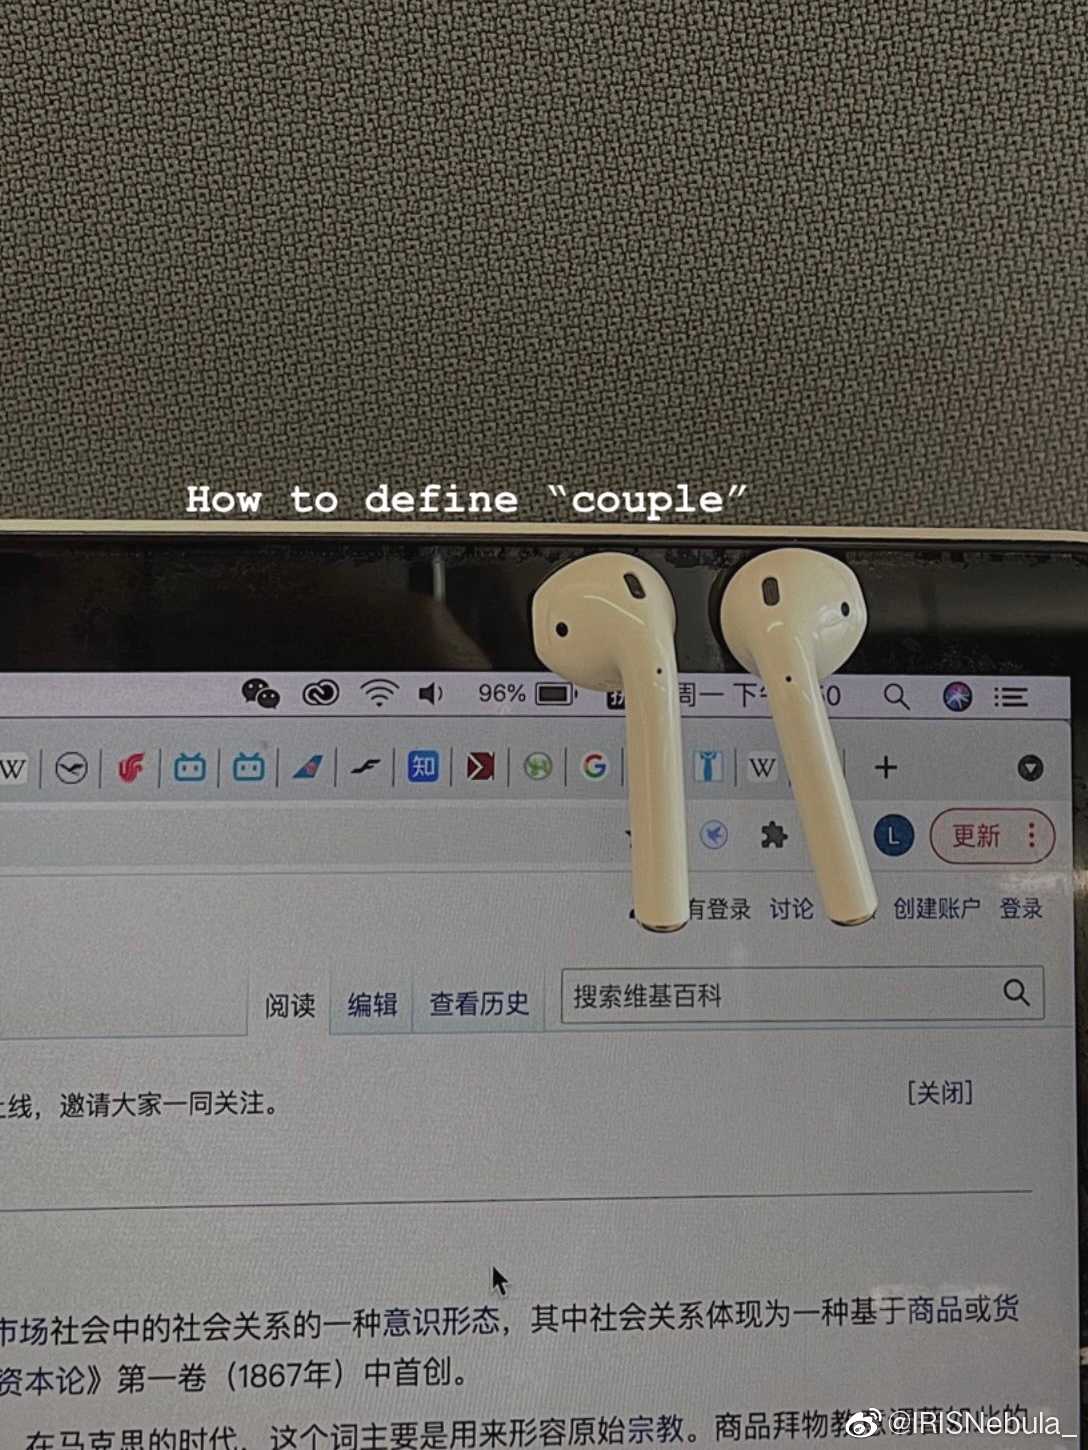 How to define “couple”
96%
周一 下
W
知
G
W
L
更新
有登录 讨论 创建账户 登录
阅读 编辑 查看历史 搜索维基百科
上线，邀请大家一同关注。 [关闭]
市场社会中的社会关系的一种意识形态，其中社会关系体现为一种基于商品或货
资本论》第一卷（1867年）中首创。
在马克思的时代，这个词主要是用来形容原始宗教。商品拜物教
@IRISNebula_